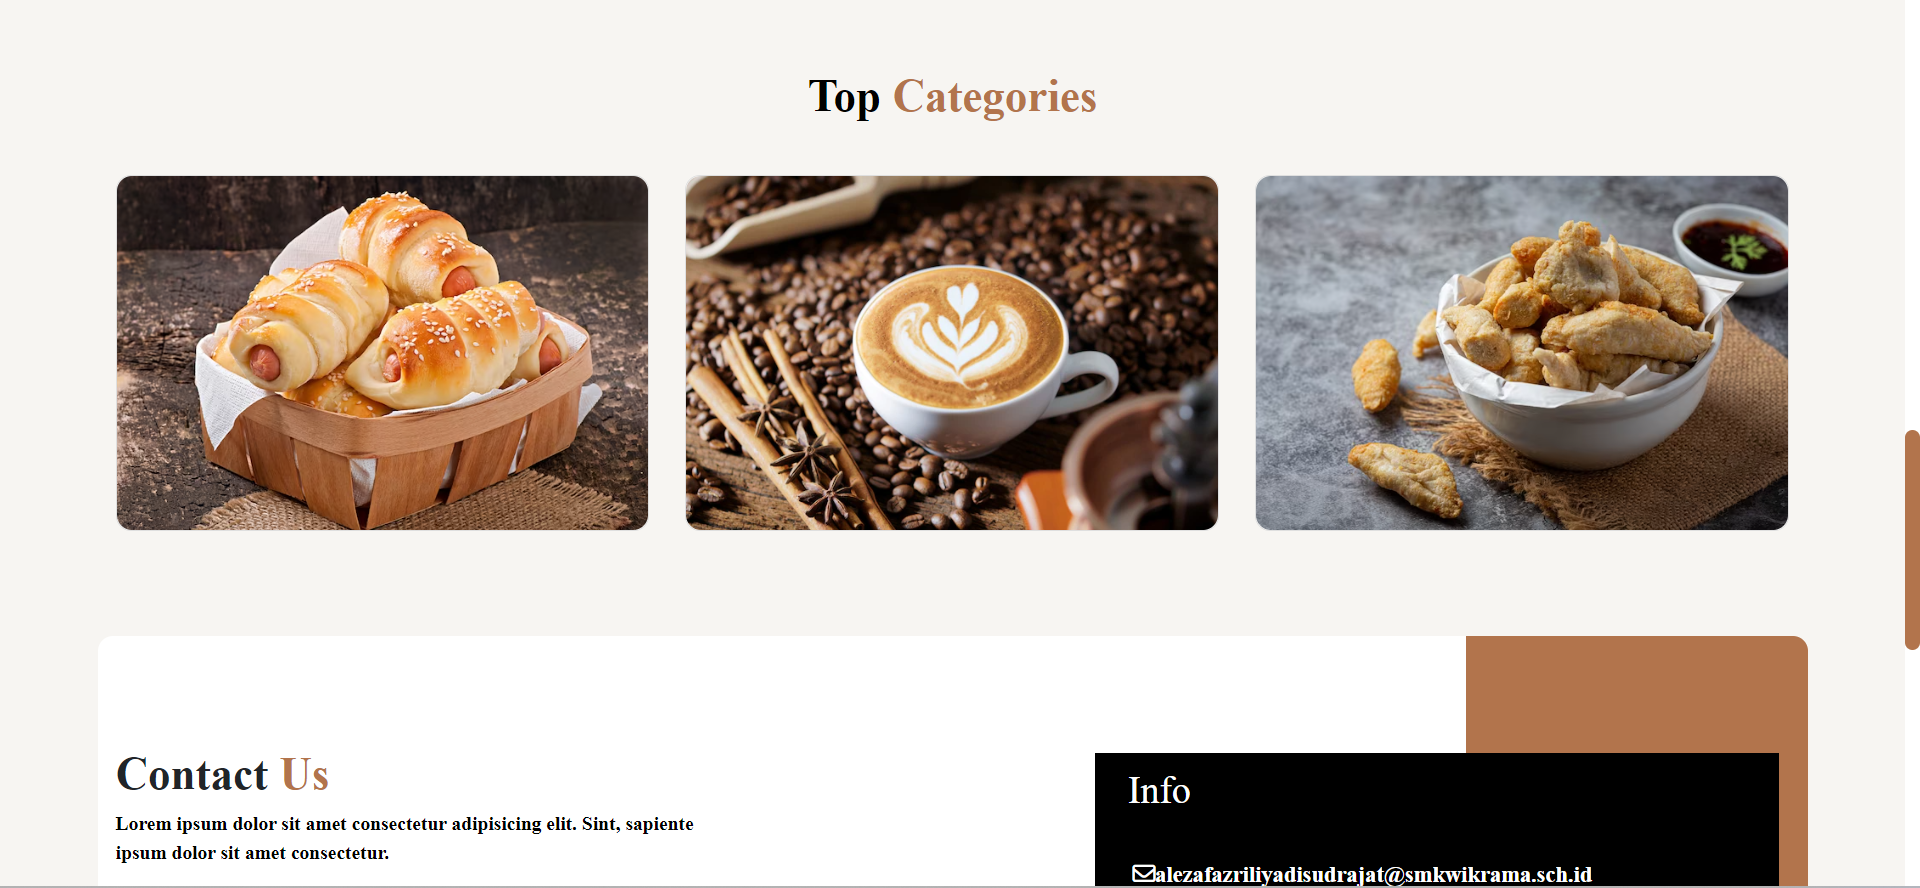 Top Categories
Contact Us
Lorem ipsum dolor sit amet consectetur adipisicing elit. Sint, sapiente
ipsum dolor sit amet consectetur.
Info
alezafazriliyadisudrajat@smkwikrama.sch.id